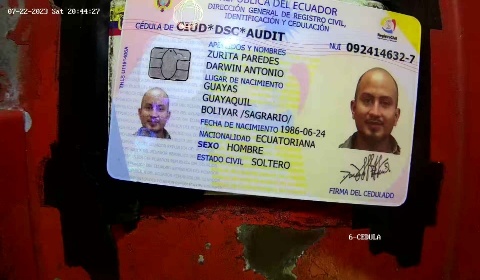 07-22-2023 Sat 20:44:27
REPÚBLICA DEL ECUADOR
DIRECCIÓN GENERAL DE REGISTRO CIVIL,
IDENTIFICACIÓN Y CEDULACIÓN
CÉDULA DE CIUD*DSC*AUDIT
NUI 092414632-7
APELLIDOS Y NOMBRES
ZURITA PAREDES
DARWIN ANTONIO
LUGAR DE NACIMIENTO
GUAYAS
GUAYAQUIL
BOLIVAR /SAGRARIO/
FECHA DE NACIMIENTO 1986-06-24
NACIONALIDAD ECUATORIANA
SEXO HOMBRE
ESTADO CIVIL SOLTERO
FIRMA DEL CEDULADO
6-CEDULA